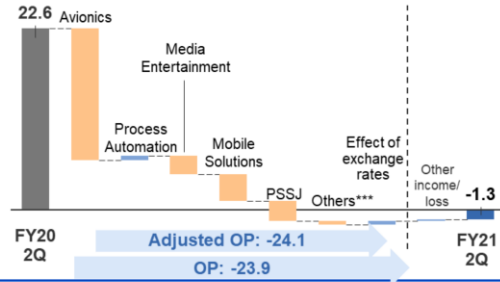 22.6
Avionics
Media
Entertainment
Process
Automation
Mobile
Solutions
PSSJ
Others***
Effect of
exchange
rates
Other
income/
loss
-1.3
FY20
2Q
Adjusted OP: -24.1
OP: -23.9
FY21
2Q